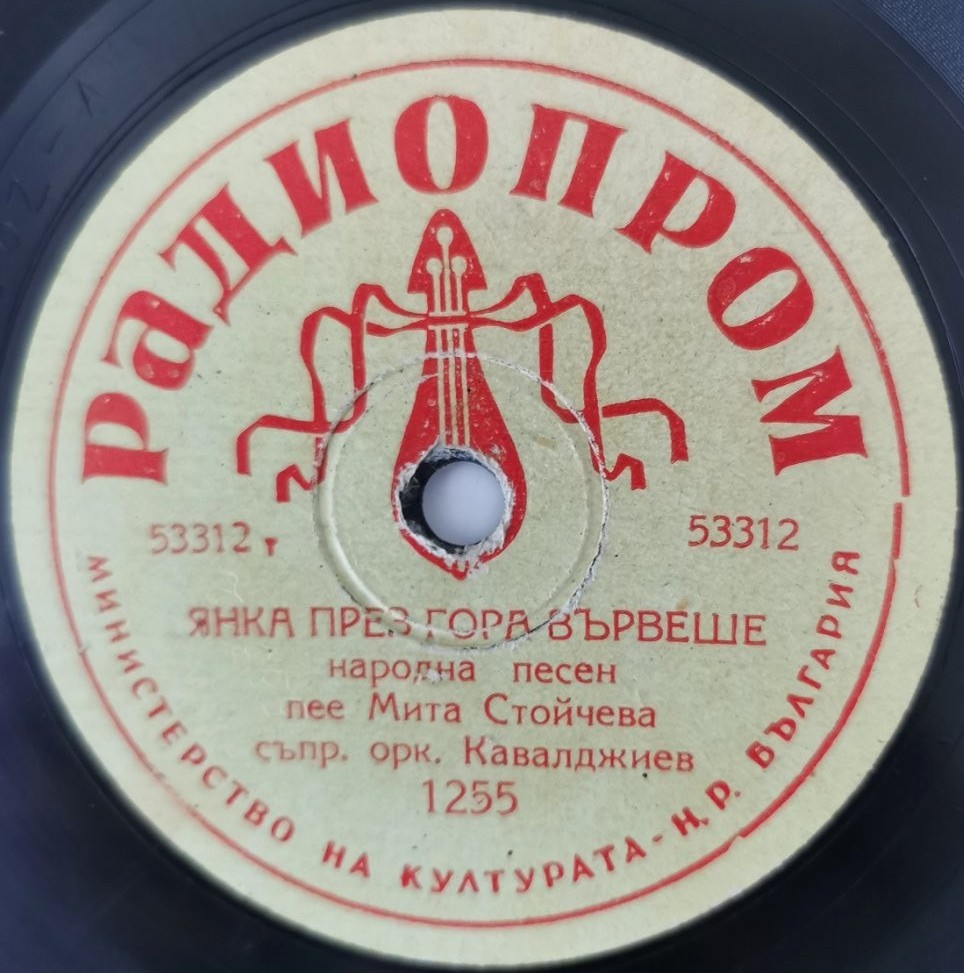 РАДИОПРОМ
53312 т
53312
ЯНКА ПРЕЗ ГОРА ВЪРВЕШЕ
народна песен
пее Мита Стойчева
съпр. орк. Кавалджиев
1255
МИНИСТЕРСТВО НА КУЛТУРАТА - Н. Р. БЪЛГАРИЯ